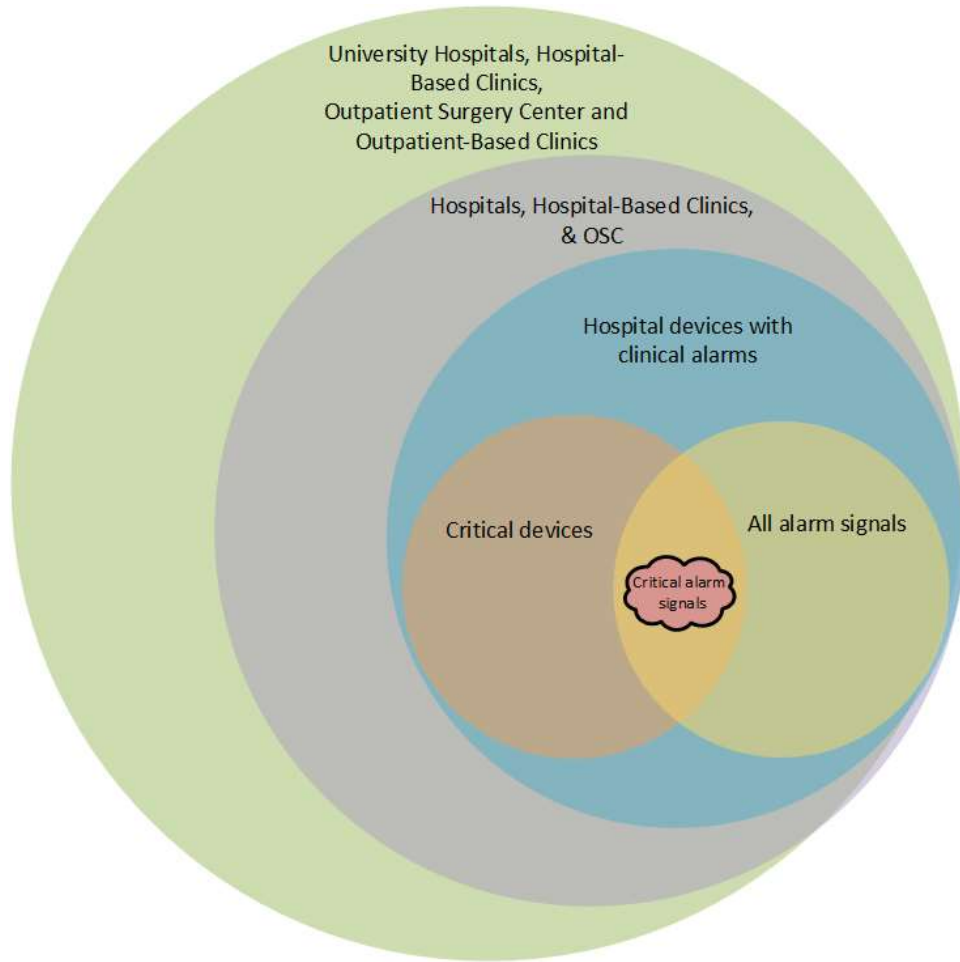 University Hospitals, Hospital-
Based Clinics,
Outpatient Surgery Center and
Outpatient-Based Clinics
Hospitals, Hospital-Based Clinics,
& OSC
Hospital devices with
clinical alarms
Critical devices
All alarm signals
Critical alarm
signals